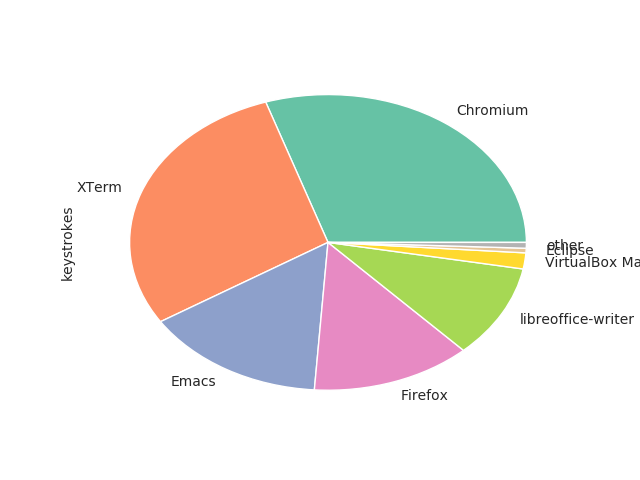 Chromium
XTerm
keystrokes
other
Eclipse
VirtualBox Ma
libreoffice-writer
Emacs
Firefox